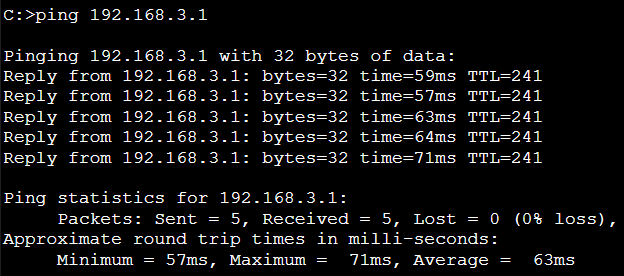 C:>ping 192.168.3.1
Pinging 192.168.3.1 with 32 bytes of data:
Reply from 192.168.3.1: bytes=32 time=59ms TTL=241
Reply from 192.168.3.1: bytes=32 time=57ms TTL=241
Reply from 192.168.3.1: bytes=32 time=63ms TTL=241
Reply from 192.168.3.1: bytes=32 time=64ms TTL=241
Reply from 192.168.3.1: bytes=32 time=71ms TTL=241
Ping statistics for 192.168.3.1:
Packets: Sent = 5, Received = 5, Lost = 0 (0% loss),
Approximate round trip times in milli-seconds:
Minimum = 57ms, Maximum =  71ms, Average =  63ms